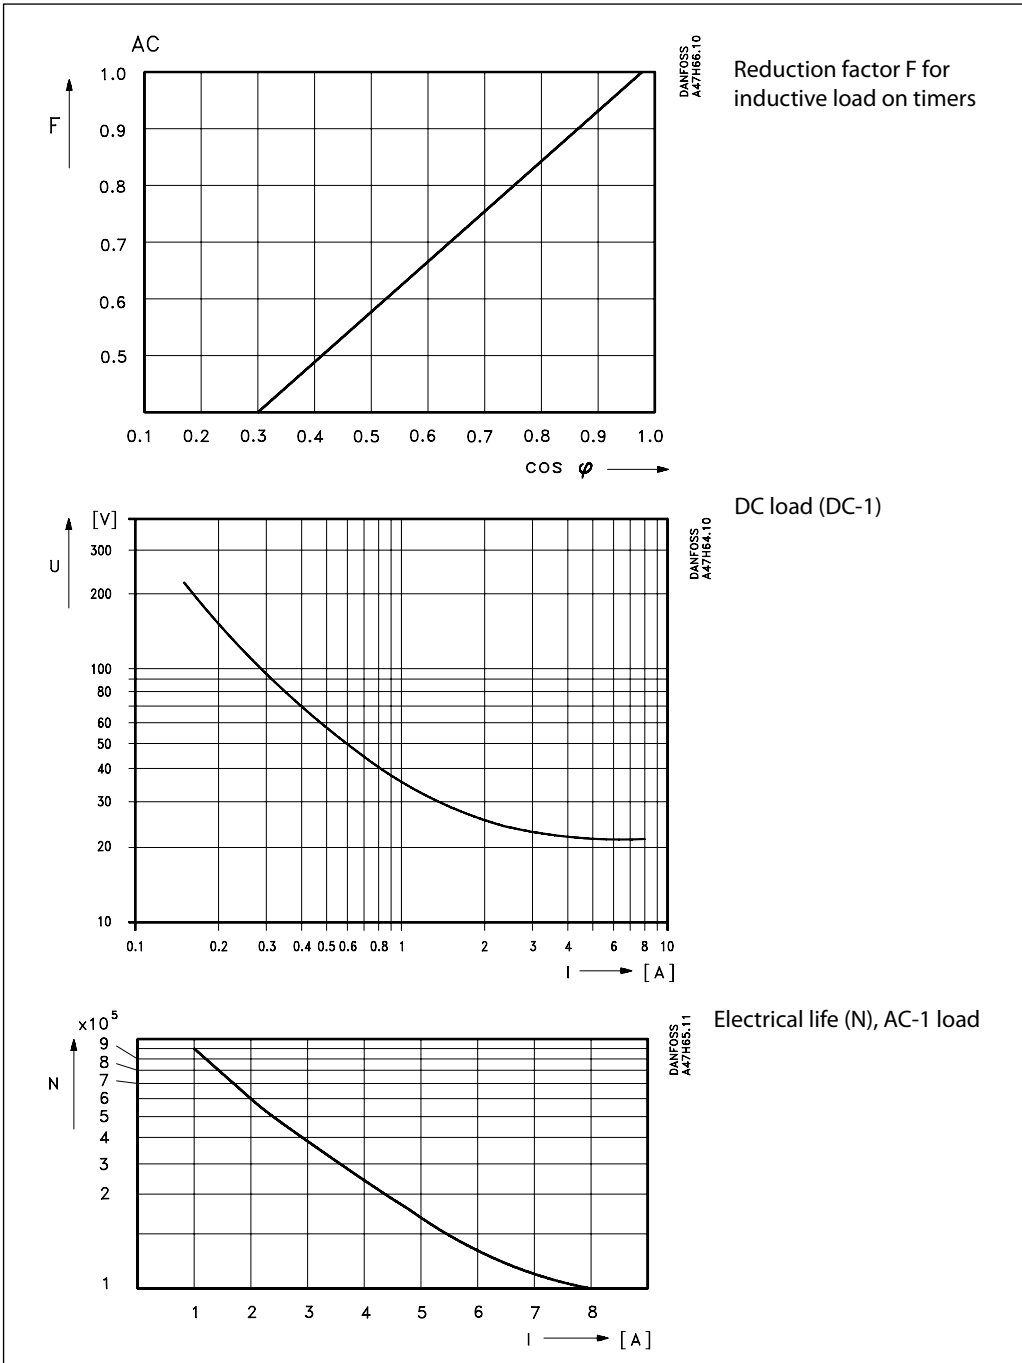 AC
F
1.0
0.9
0.8
0.7
0.6
0.5
0.1 0.2 0.3 0.4 0.5 0.6 0.7 0.8 0.9 1.0
cos φ
DANFOSS
A47H66.10
Reduction factor F for
inductive load on timers
[V]
U
300
200
100
80
60
50
40
30
20
10
0.1 0.2 0.3 0.4 0.5 0.6 0.8 1 2 3 4 6 8 10
I [A]
DANFOSS
A47H64.10
DC load (DC-1)
x10⁵
N
9
8
7
6
5
4
3
2
1
1 2 3 4 5 6 7 8
I [A]
DANFOSS
A47H65.11
Electrical life (N), AC-1 load